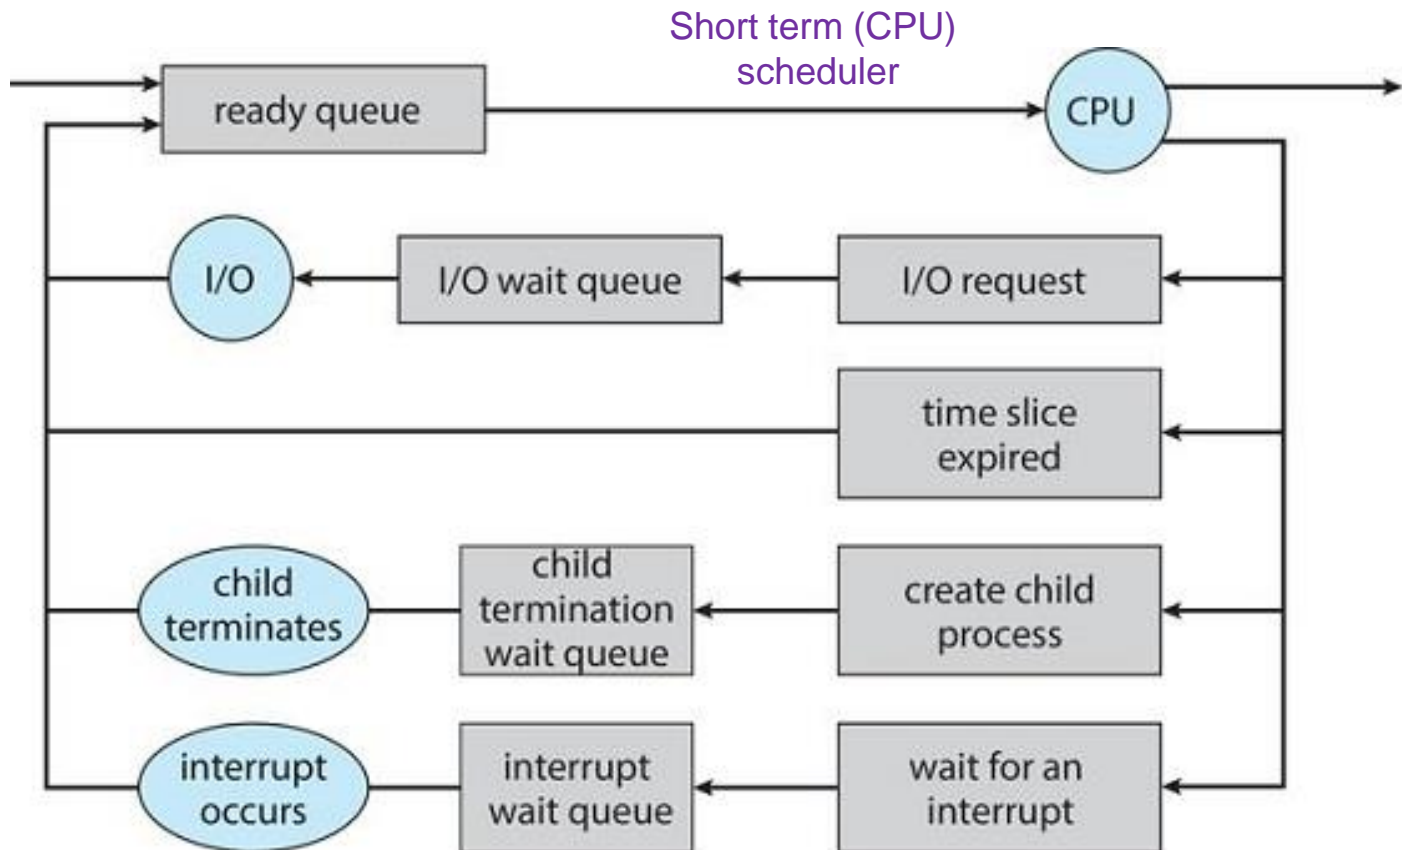 Short term (CPU)
scheduler
ready queue
CPU
I/O
I/O wait queue
I/O request
time slice
expired
child
terminates
child
termination
wait queue
create child
process
interrupt
occurs
interrupt
wait queue
wait for an
interrupt